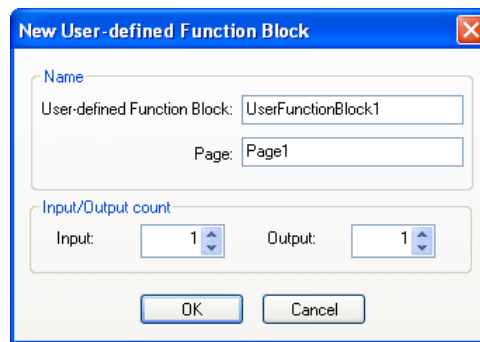 New User-defined Function Block
Name
User-defined Function Block: UserFunctionBlock1
Page: Page1
Input/Output count
Input: 1 Output: 1
OK Cancel